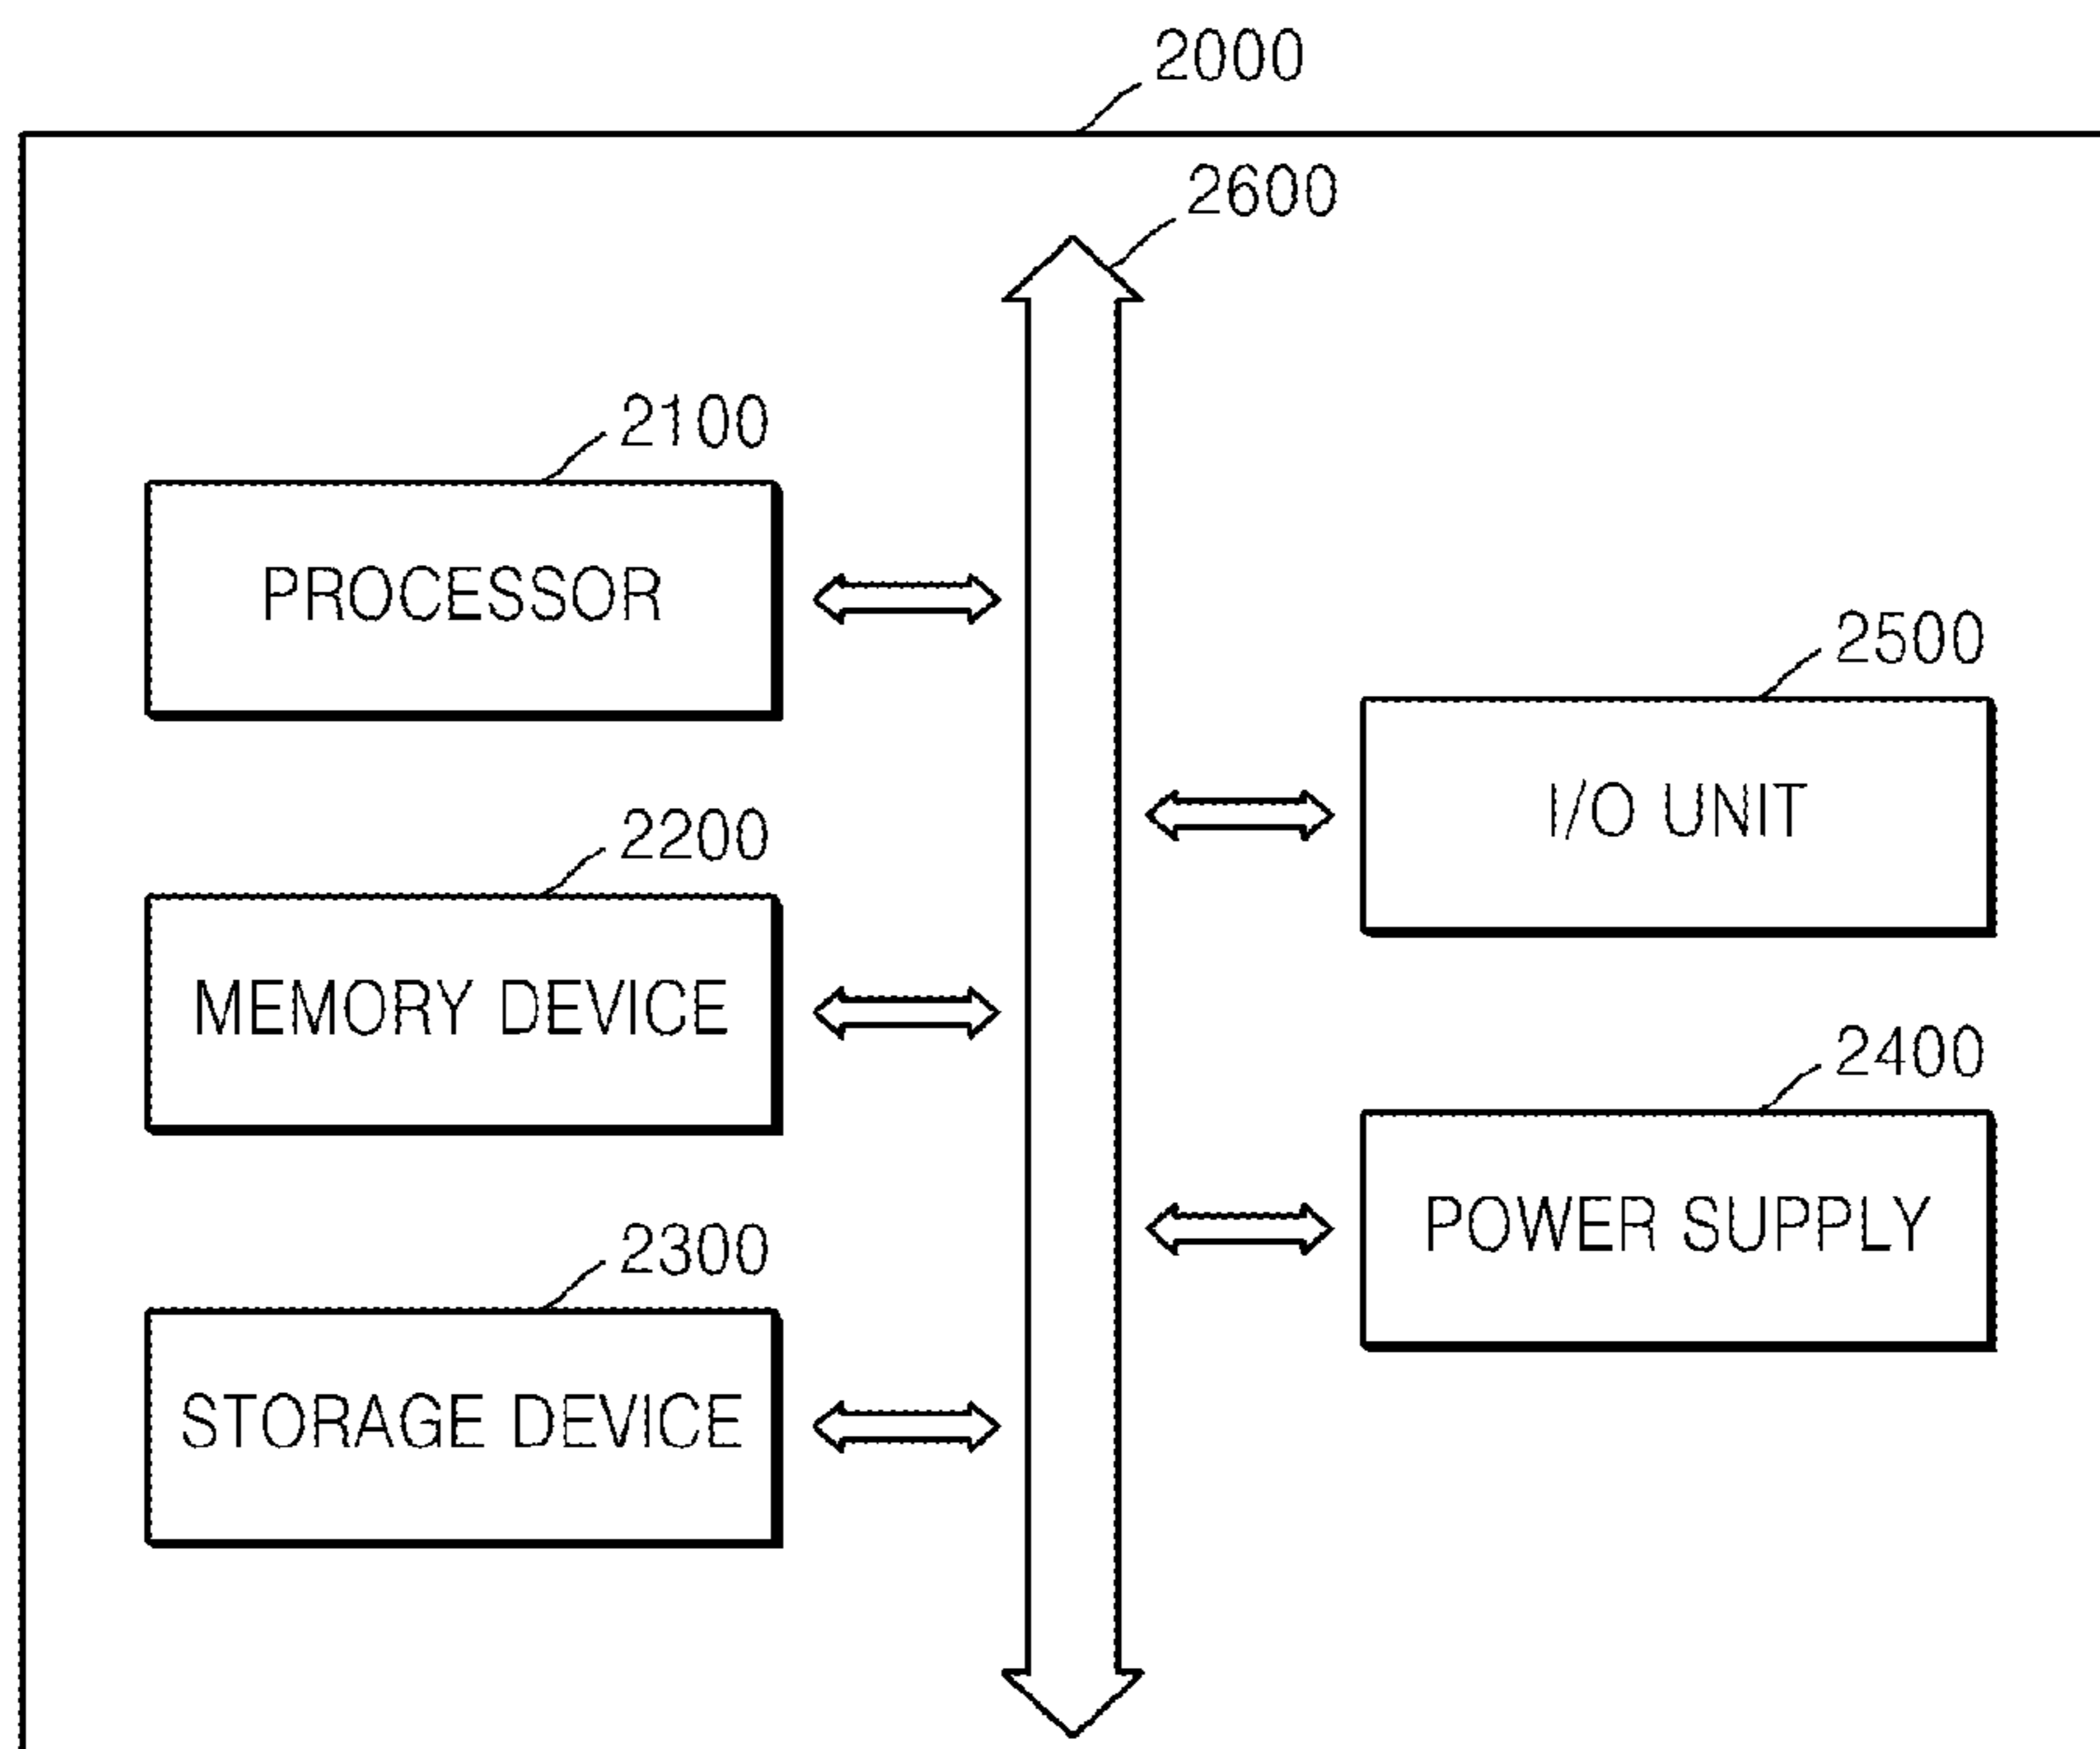 2000
2600
2100
PROCESSOR
2500
I/O UNIT
2200
MEMORY DEVICE
2400
POWER SUPPLY
2300
STORAGE DEVICE